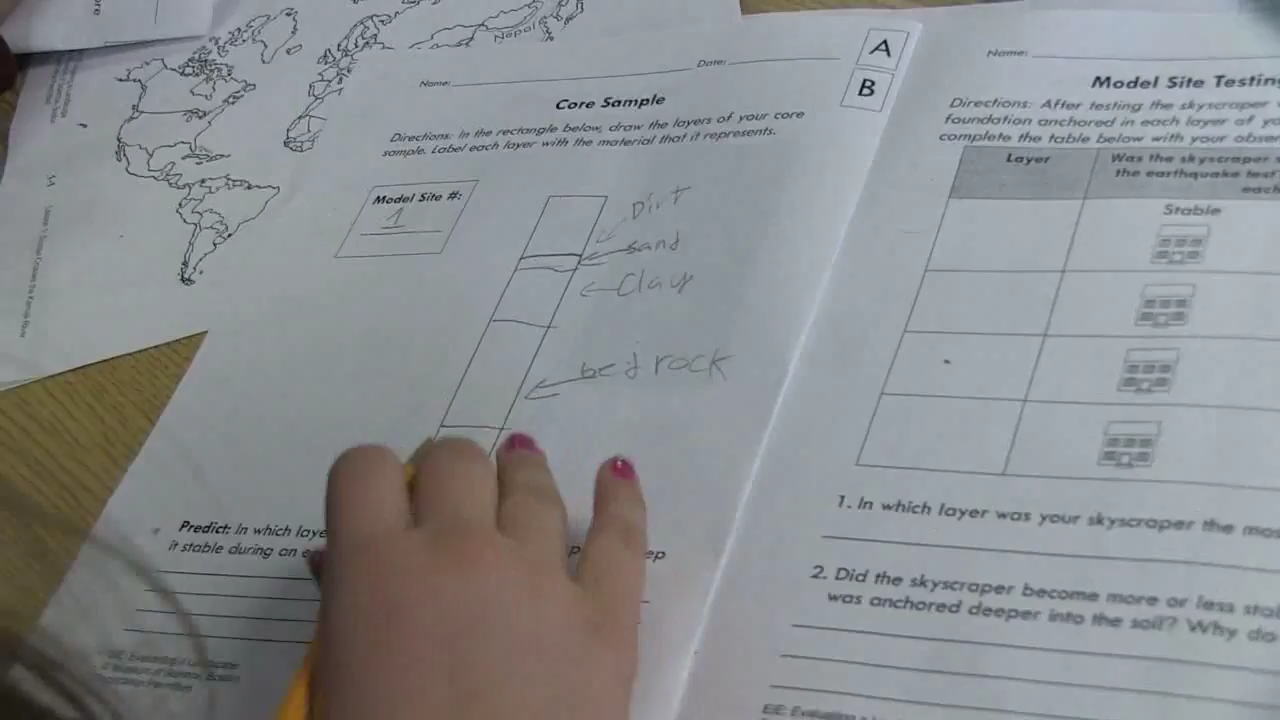 Nepal
Name:
Date:
A
B
Core Sample
Directions: In the rectangle below, draw the layers of your core
sample. Label each layer with the material that it represents.
Model Site #:
1
Dirt
sand
Clay
bedrock
Predict: In which laye
it stable during an e
ep
Name:
Model Site Testin
Directions: After testing the skyscraper
foundation anchored in each layer of yo
complete the table below with your obse
Layer
Was the skyscraper
the earthquake test
each
Stable
1. In which layer was your skyscraper the mos
2. Did the skyscraper become more or less stab
was anchored deeper into the soil? Why do